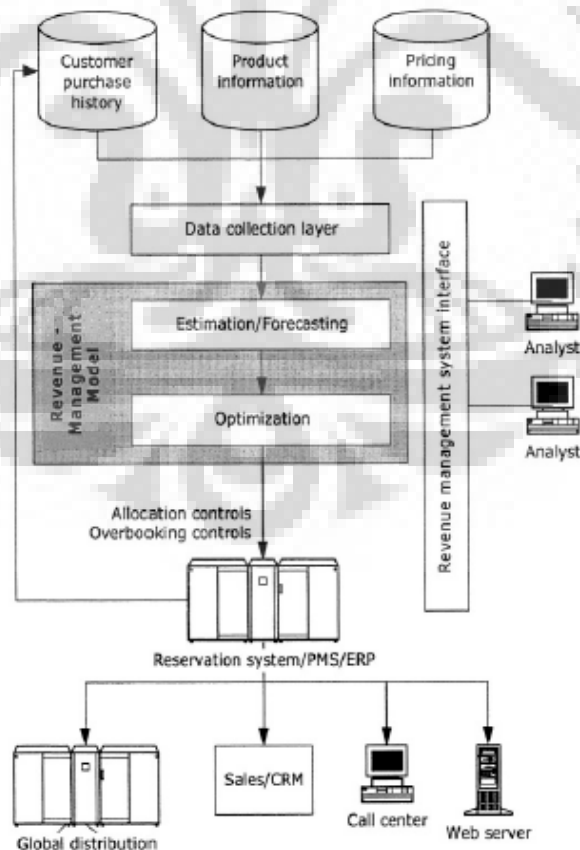 Customer
purchase
history
Product
information
Pricing
information
Data collection layer
Revenue -
Management
Model
Estimation/Forecasting
Optimization
Revenue management system interface
Analyst
Analyst
Allocation controls
Overbooking controls
Reservation system/PMS/ERP
Global distribution
Sales/CRM
Call center
Web server